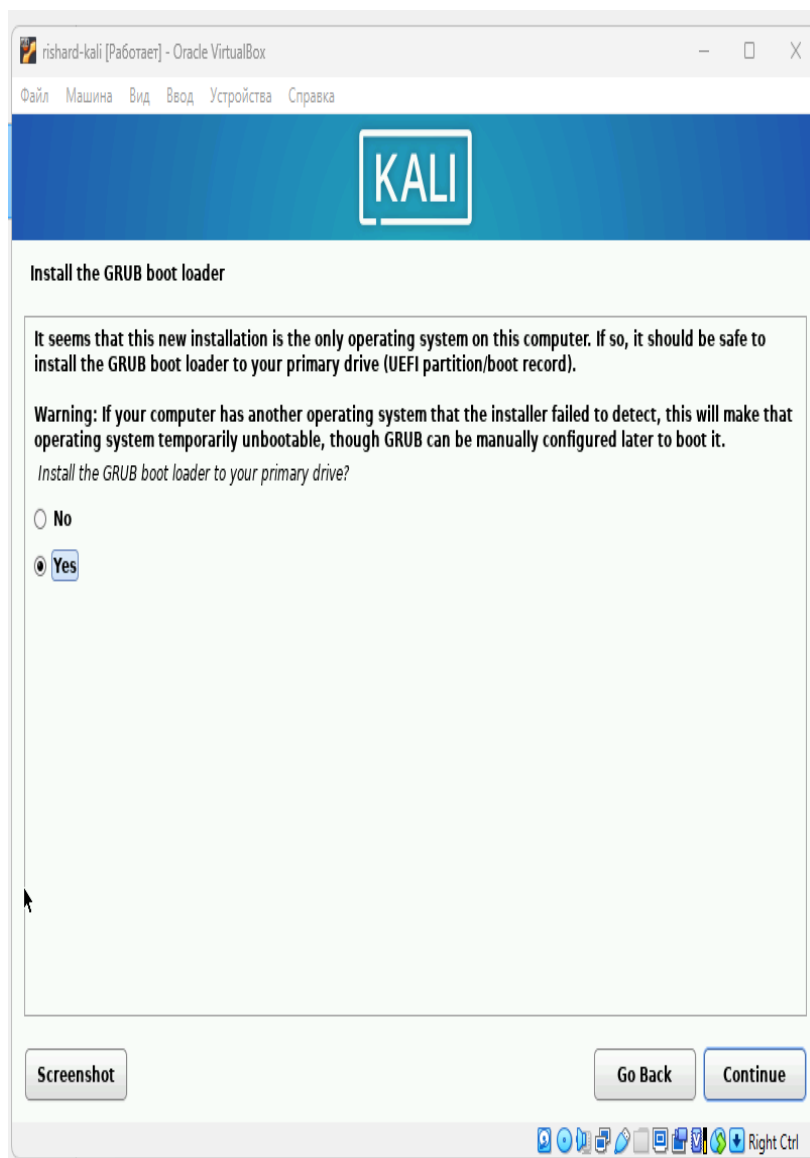 rishard-kali [Работает] - Oracle VirtualBox
Файл Машина Вид Ввод Устройства Справка
KALI
Install the GRUB boot loader
It seems that this new installation is the only operating system on this computer. If so, it should be safe to
install the GRUB boot loader to your primary drive (UEFI partition/boot record).
Warning: If your computer has another operating system that the installer failed to detect, this will make that
operating system temporarily unbootable, though GRUB can be manually configured later to boot it.
Install the GRUB boot loader to your primary drive?
No
Yes
Screenshot Go Back Continue
Right Ctrl